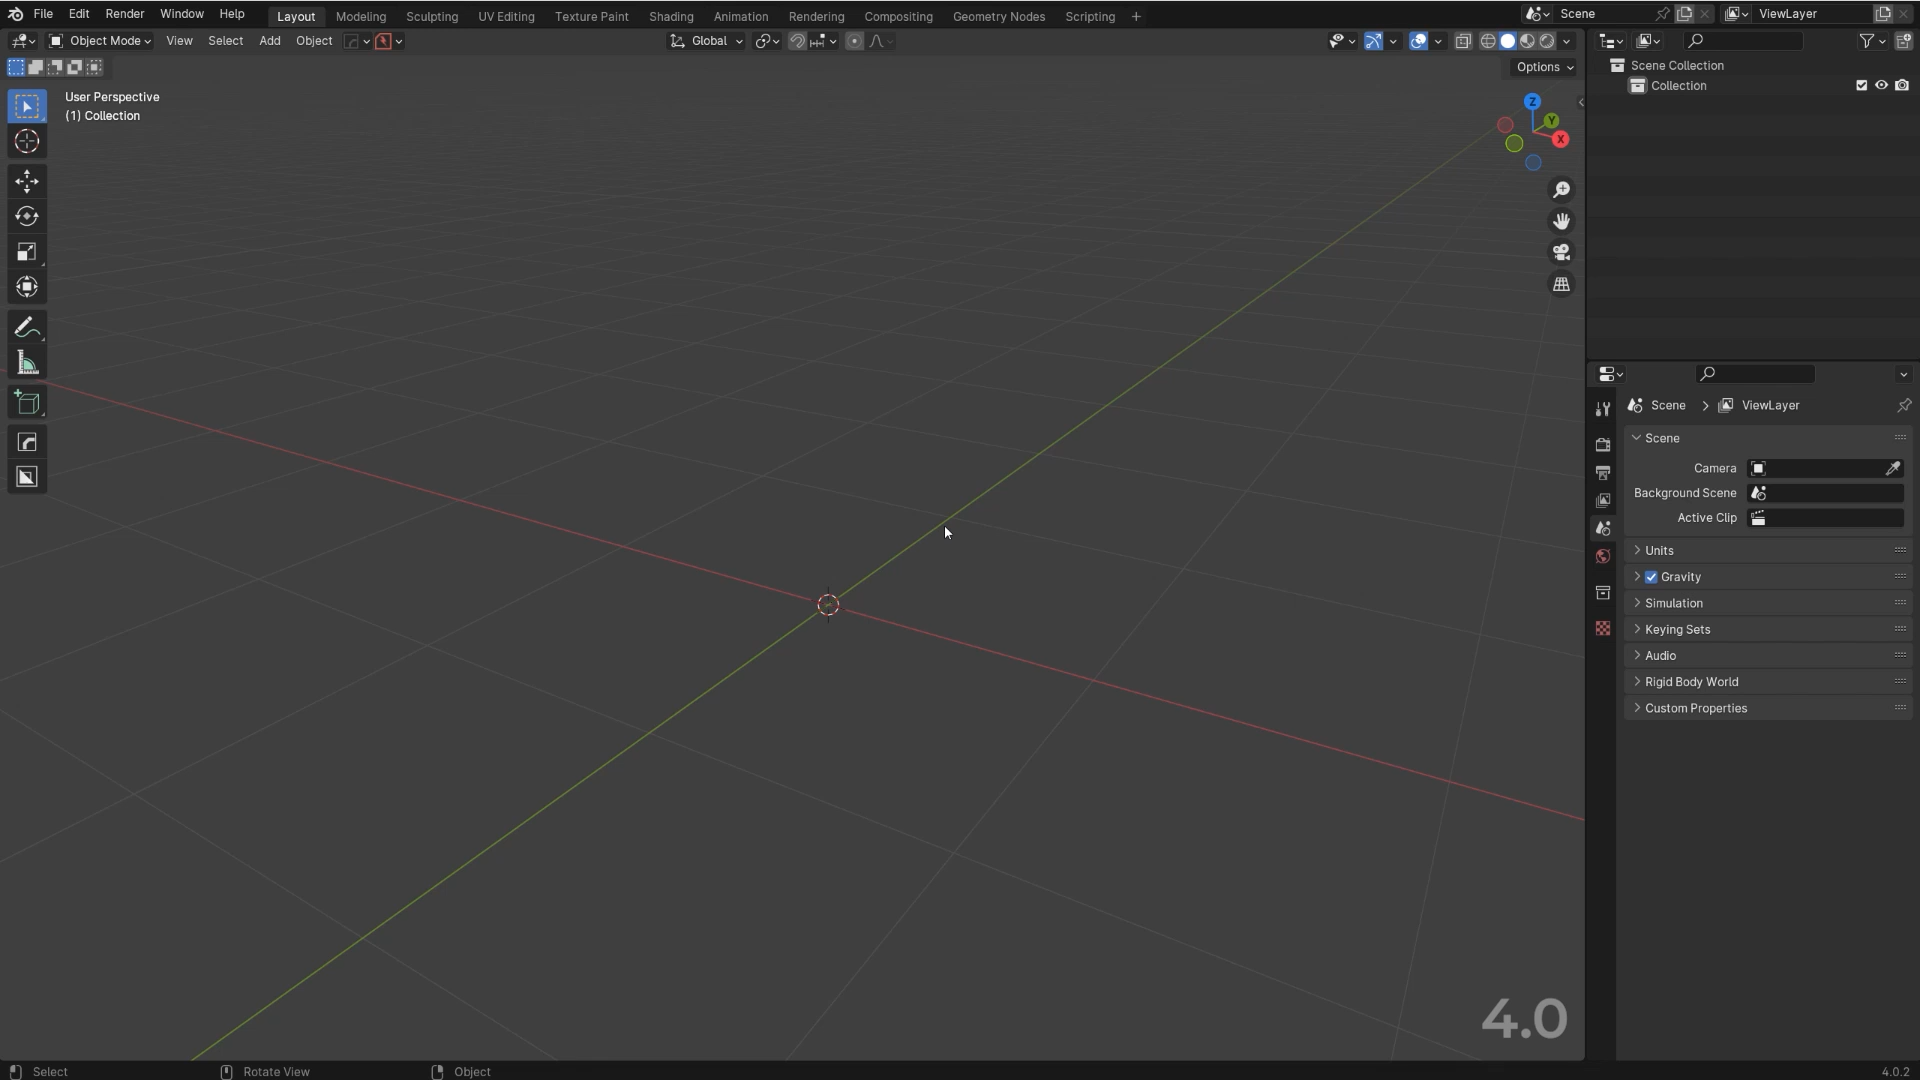 File Edit Render Window Help Layout Modeling Sculpting UV Editing Texture Paint Shading Animation Rendering Compositing Geometry Nodes Scripting + Scene ViewLayer
Object Mode View Select Add Object Global
Options
User Perspective
(1) Collection
Z
Y
X
Scene Collection
Collection
Scene > ViewLayer
Scene
Camera
Background Scene
Active Clip
Units
Gravity
Simulation
Keying Sets
Audio
Rigid Body World
Custom Properties
4.0
Select Rotate View Object 4.0.2